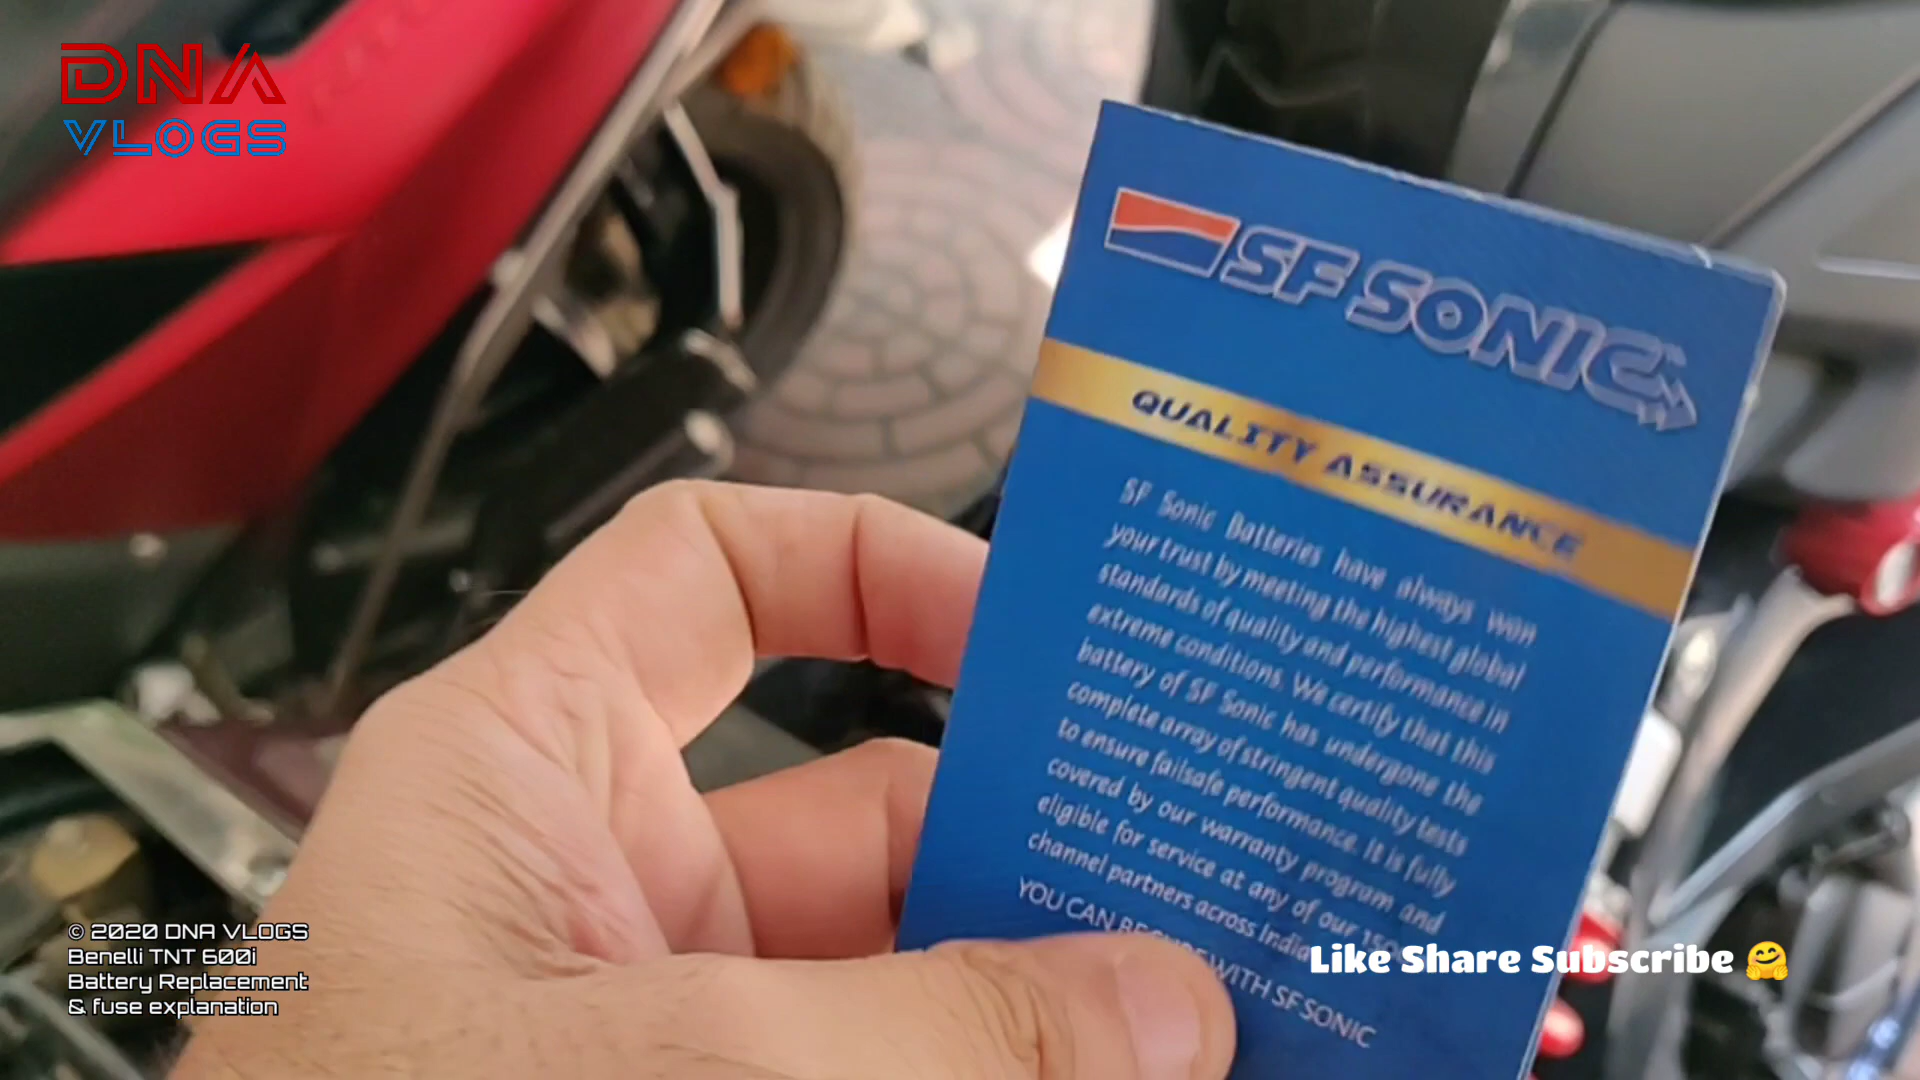 DNA
VLOGS
SF SONIC
QUALITY ASSURANCE
SF Sonic Batteries have always won
your trust by meeting the highest global
standards of quality and performance in
extreme conditions. We certify that this
battery of SF Sonic has undergone the
complete array of stringent quality tests
to ensure failsafe performance. It is fully
covered by our warranty program and
eligible for service at any of our
channel partners across India
YOU CAN WITH SF SONIC
Like Share Subscribe 🤗
© 2020 DNA VLOGS
Benelli TNT 600i
Battery Replacement
& fuse explanation